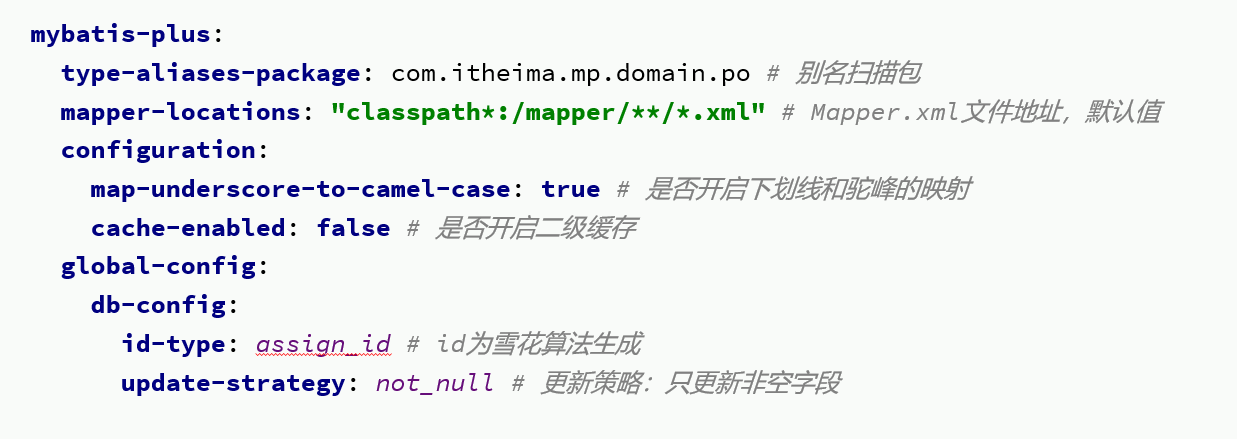 mybatis-plus:
type-aliases-package: com.itheima.mp.domain.po # 别名扫描包
mapper-locations: "classpath*:/mapper/**/*.xml" # Mapper.xml文件地址，默认值
configuration:
map-underscore-to-camel-case: true # 是否开启下划线和驼峰的映射
cache-enabled: false # 是否开启二级缓存
global-config:
db-config:
id-type: assign_id # id为雪花算法生成
update-strategy: not_null # 更新策略：只更新非空字段